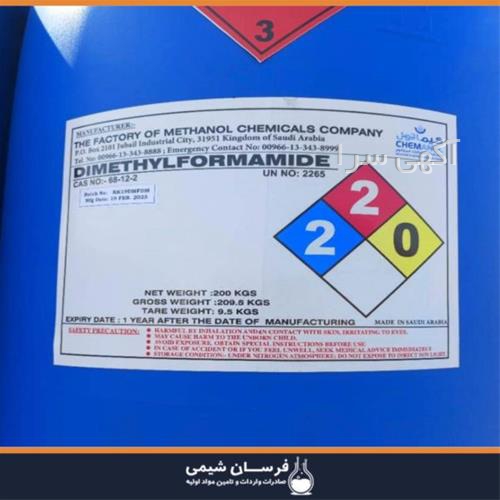 3
MANUFACTURER:-
THE FACTORY OF METHANOL CHEMICALS COMPANY
P.O. Box 2101 Jubail Industrial City, 31951 Kingdom of Saudi Arabia
Tel No: 00966-13-343-8888; Emergency Contact No: 00966-13-343-8999
كيمانول
CHEMANOL
آگهی سرا
DIMETHYLFORMAMIDE
CAS NO:- 68-12-2
UN NO: 2265
Batch No:
Mfg Date: 19 FEB. 2023
2
2
0
NET WEIGHT :200 KGS
GROSS WEIGHT :209.5 KGS
TARE WEIGHT : 9.5 KGS
EXPIRY DATE : 1 YEAR AFTER THE DATE OF MANUFACTURING
MADE IN SAUDI ARABIA
SAFETY PRECAUTION:
HARMFUL BY INHALATION AND/IN CONTACT WITH SKIN, IRRITATING TO EYES.
MAY CAUSE HARM TO THE UNBORN CHILD.
AVOID EXPOSURE, OBTAIN SPECIAL INSTRUCTIONS BEFORE USE
IN CASE OF ACCIDENT OR IF YOU FEEL UNWELL, SEEK MEDICAL ADVICE IMMEDIATELY
STORAGE CONDITION:- UNDER NITROGEN ATMOSPHERE; DO NOT EXPOSE TO DIRECT SUN LIGHT
فرسان شیمی
صادرات واردات و تامین مواد اولیه